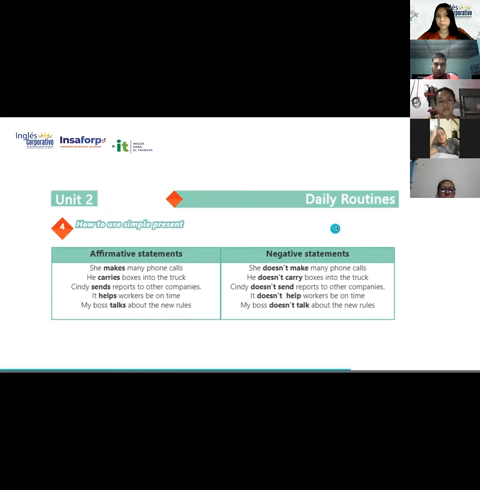 Inglés
Corporativo
Insaforp
it
INGLÉS
PARA
EL TRABAJO
Unit 2
Daily Routines
4
How to use simple present
Affirmative statements
She makes many phone calls
He carries boxes into the truck
Cindy sends reports to other companies.
It helps workers be on time
My boss talks about the new rules
Negative statements
She doesn't make many phone calls
He doesn't carry boxes into the truck
Cindy doesn't send reports to other companies.
It doesn't help workers be on time
My boss doesn't talk about the new rules